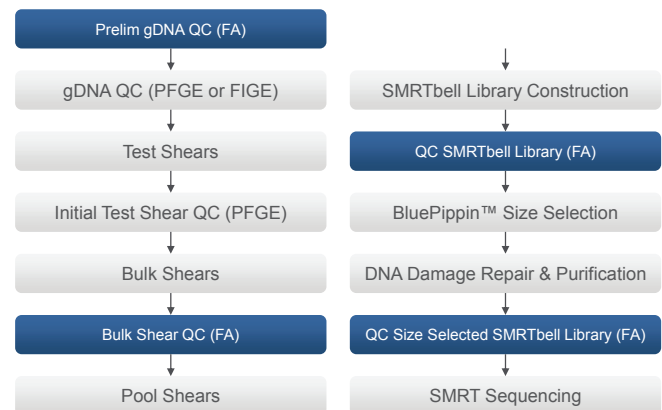 Prelim gDNA QC (FA)
gDNA QC (PFGE or FIGE)
Test Shears
Initial Test Shear QC (PFGE)
Bulk Shears
Bulk Shear QC (FA)
Pool Shears
SMRTbell Library Construction
QC SMRTbell Library (FA)
BluePippin™ Size Selection
DNA Damage Repair & Purification
QC Size Selected SMRTbell Library (FA)
SMRT Sequencing